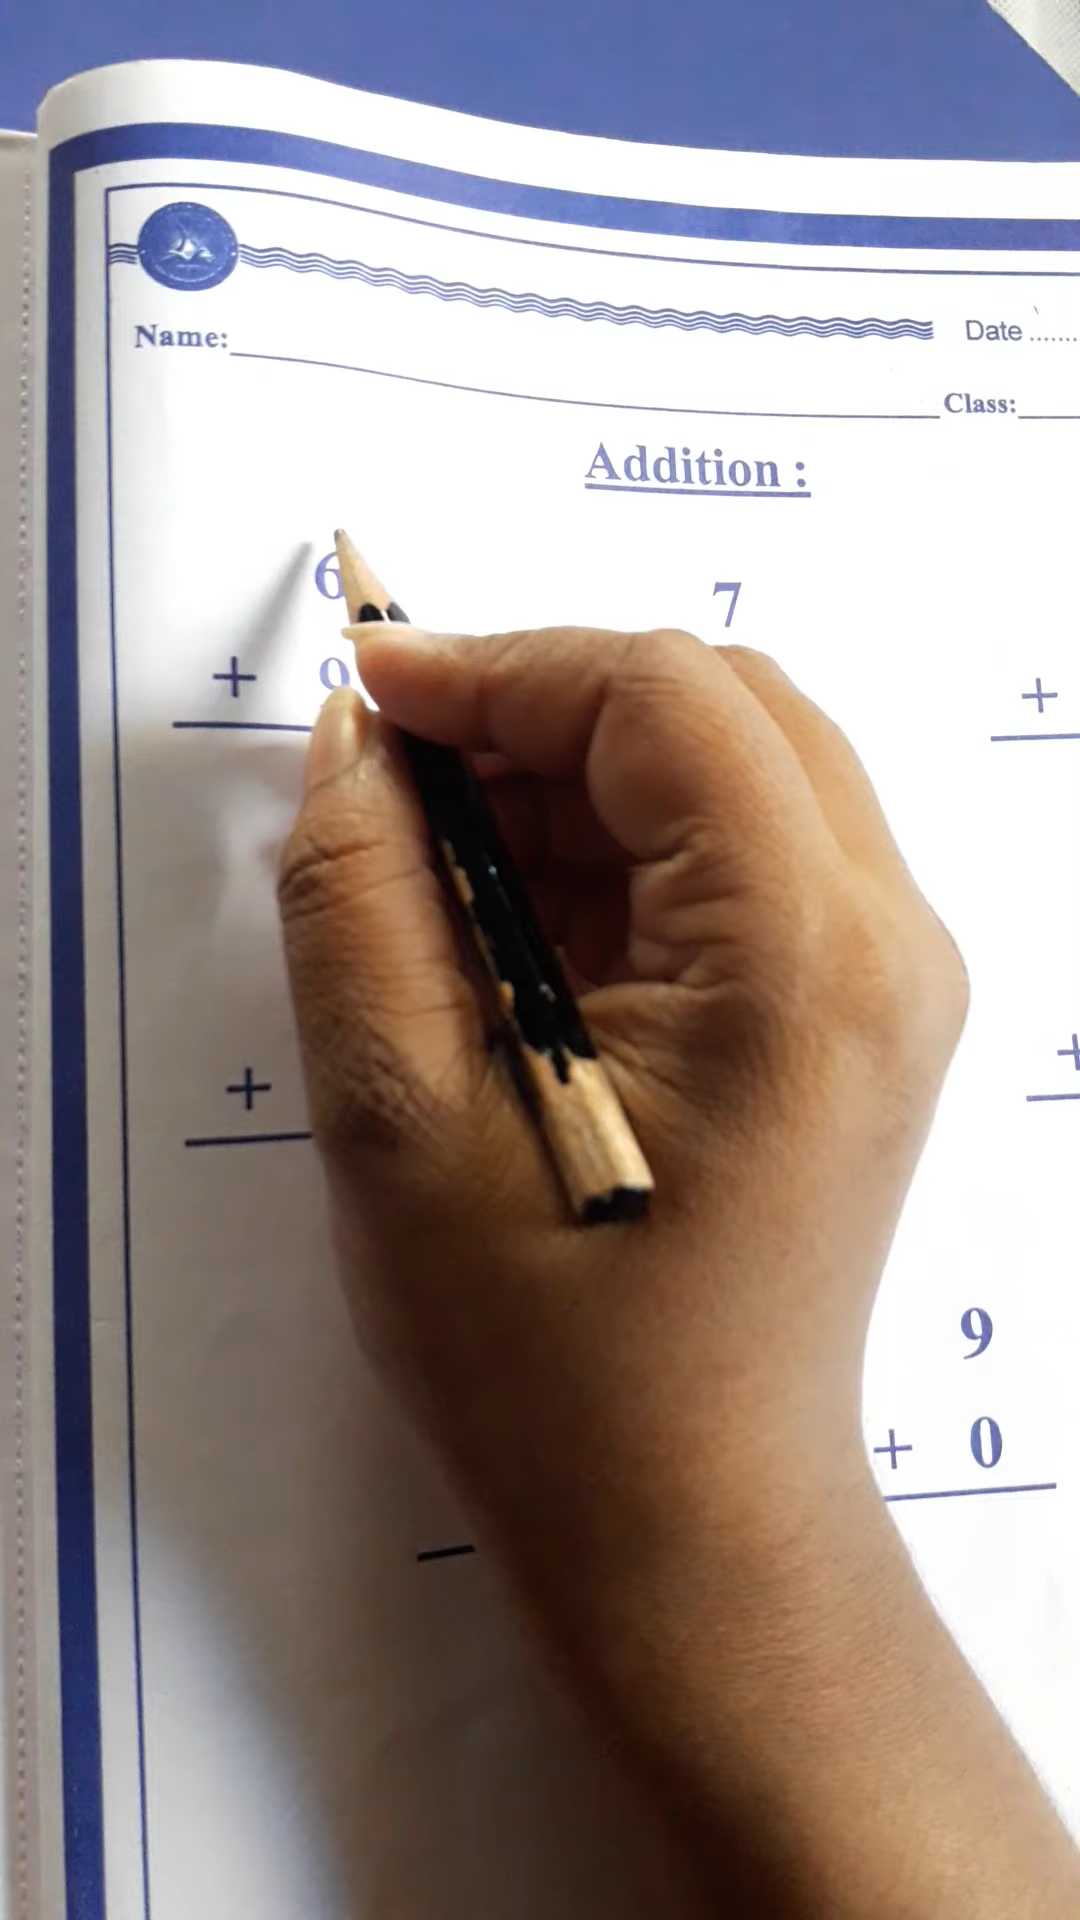 Name:
Date .......
Class:
Addition :
6
7
+ 9
+
+
+
9
+ 0